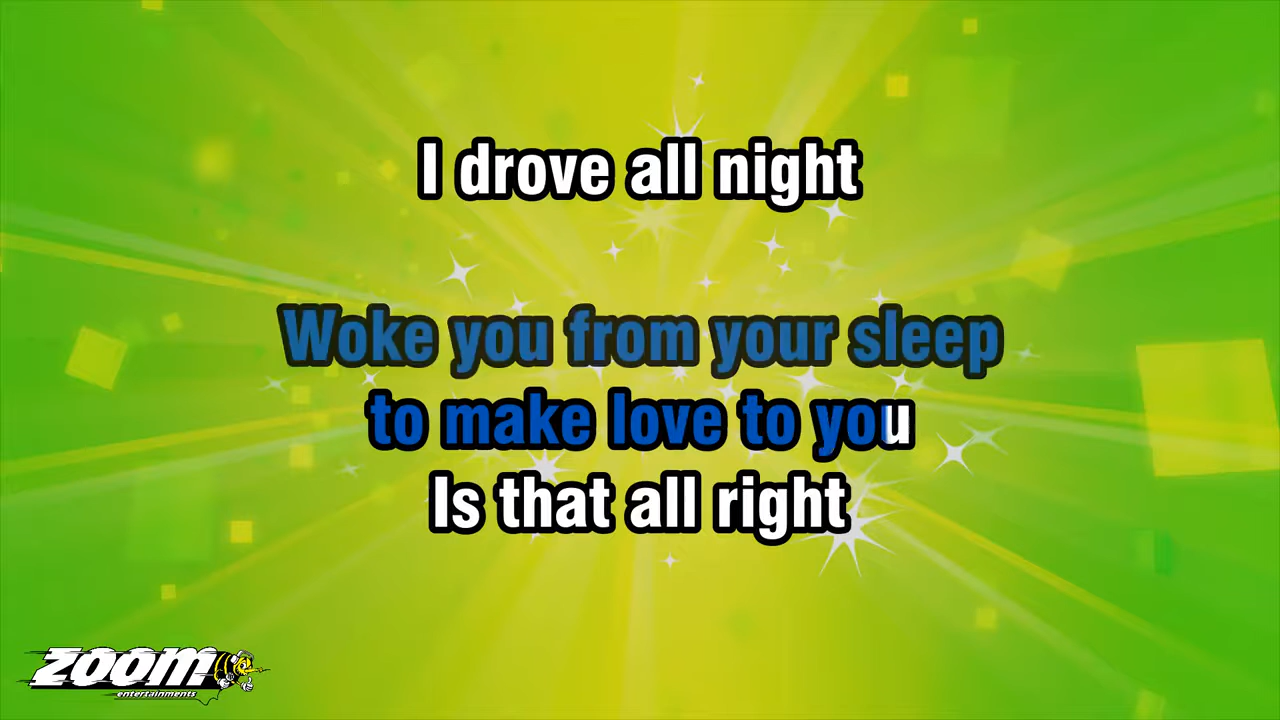 I drove all night
Woke you from your sleep
to make love to you
Is that all right
ZOOM
entertainments